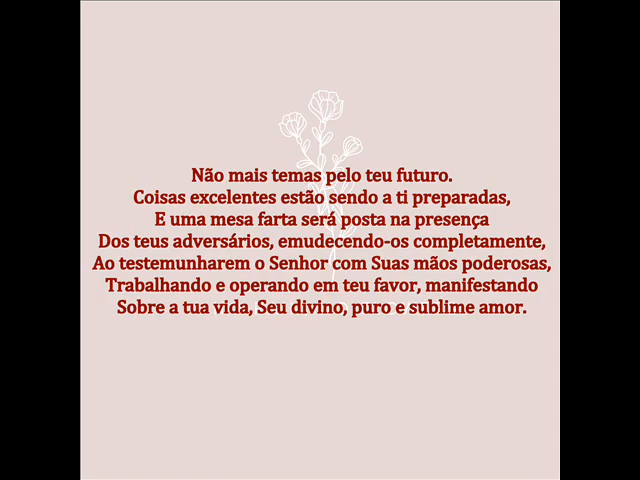 Não mais temas pelo teu futuro.
Coisas excelentes estão sendo a ti preparadas,
E uma mesa farta será posta na presença
Dos teus adversários, emudecendo-os completamente,
Ao testemunharem o Senhor com Suas mãos poderosas,
Trabalhando e operando em teu favor, manifestando
Sobre a tua vida, Seu divino, puro e sublime amor.